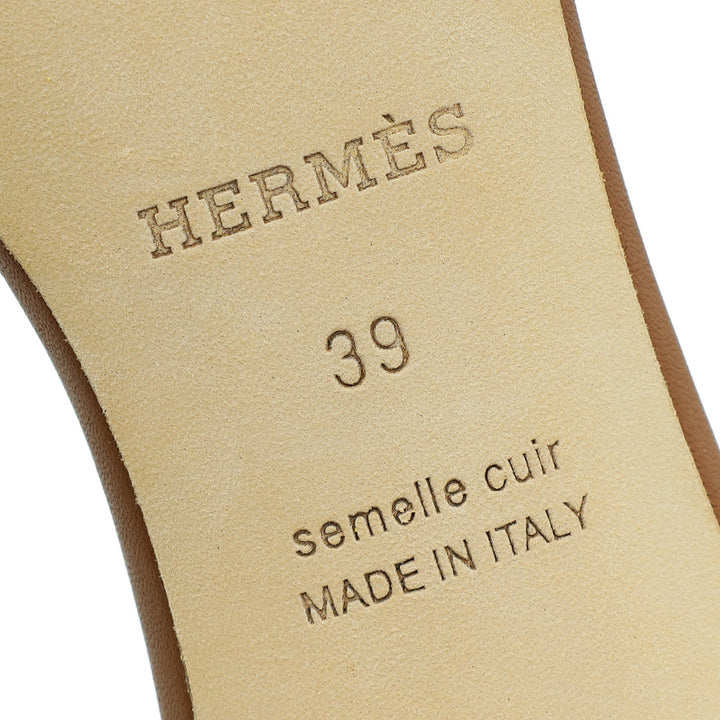 HERMÈS
39
semelle cuir
MADE IN ITALY